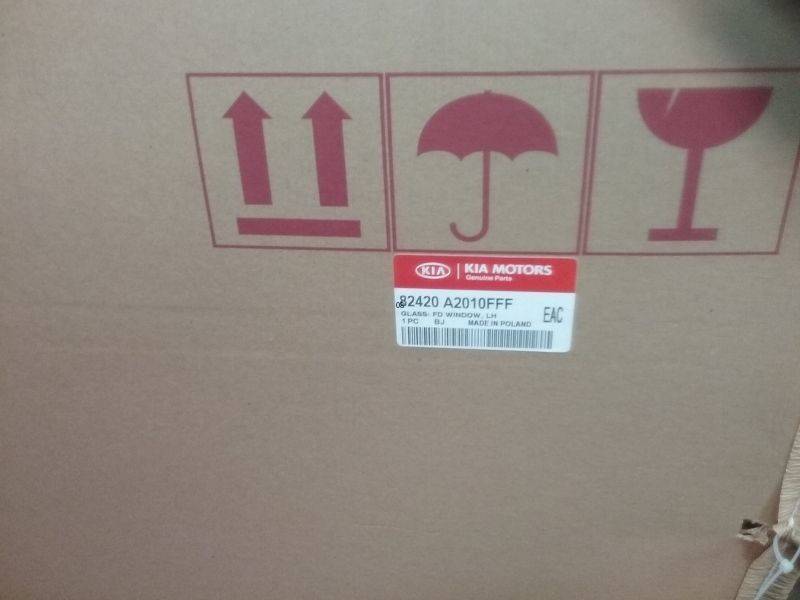 KIA | KIA MOTORS
Genuine Parts
82420 A2010FFF
GLASS: FD WINDOW, LH
EAC
1 PC BJ MADE IN POLAND